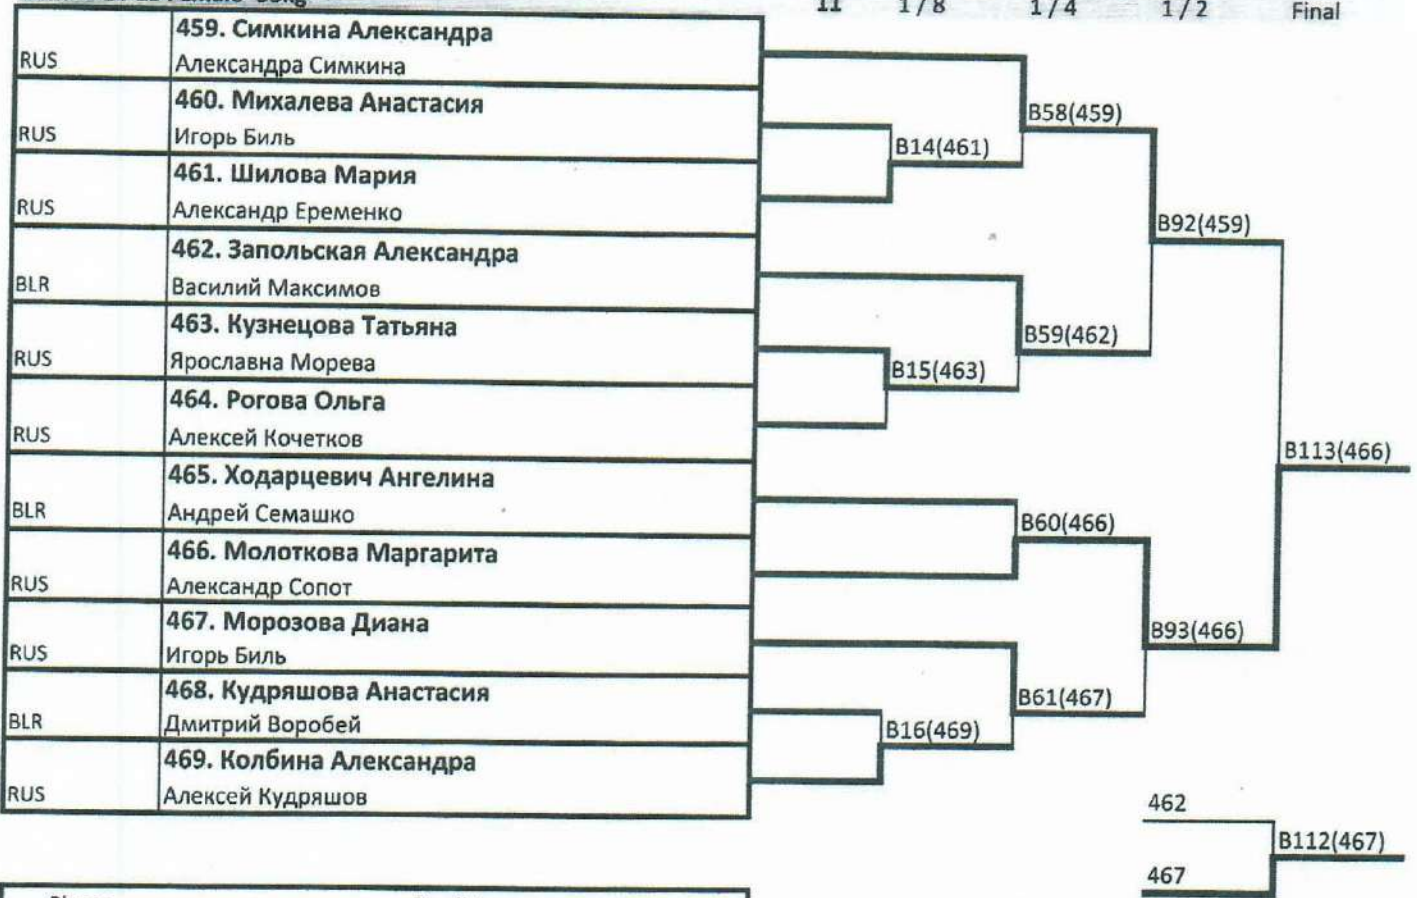 II 1/8 1/4 1/2 Final
459. Симкина Александра
RUS Александра Симкина
460. Михалева Анастасия
RUS Игорь Биль
461. Шилова Мария
RUS Александр Еременко
462. Запольская Александра
BLR Василий Максимов
463. Кузнецова Татьяна
RUS Ярославна Морева
464. Рогова Ольга
RUS Алексей Кочетков
465. Ходарцевич Ангелина
BLR Андрей Семашко
466. Молоткова Маргарита
RUS Александр Сопот
467. Морозова Диана
RUS Игорь Биль
468. Кудряшова Анастасия
BLR Дмитрий Воробей
469. Колбина Александра
RUS Алексей Кудряшов
B14(461)
B15(463)
B16(469)
B58(459)
B59(462)
B60(466)
B61(467)
B92(459)
B93(466)
B113(466)
462
B112(467)
467